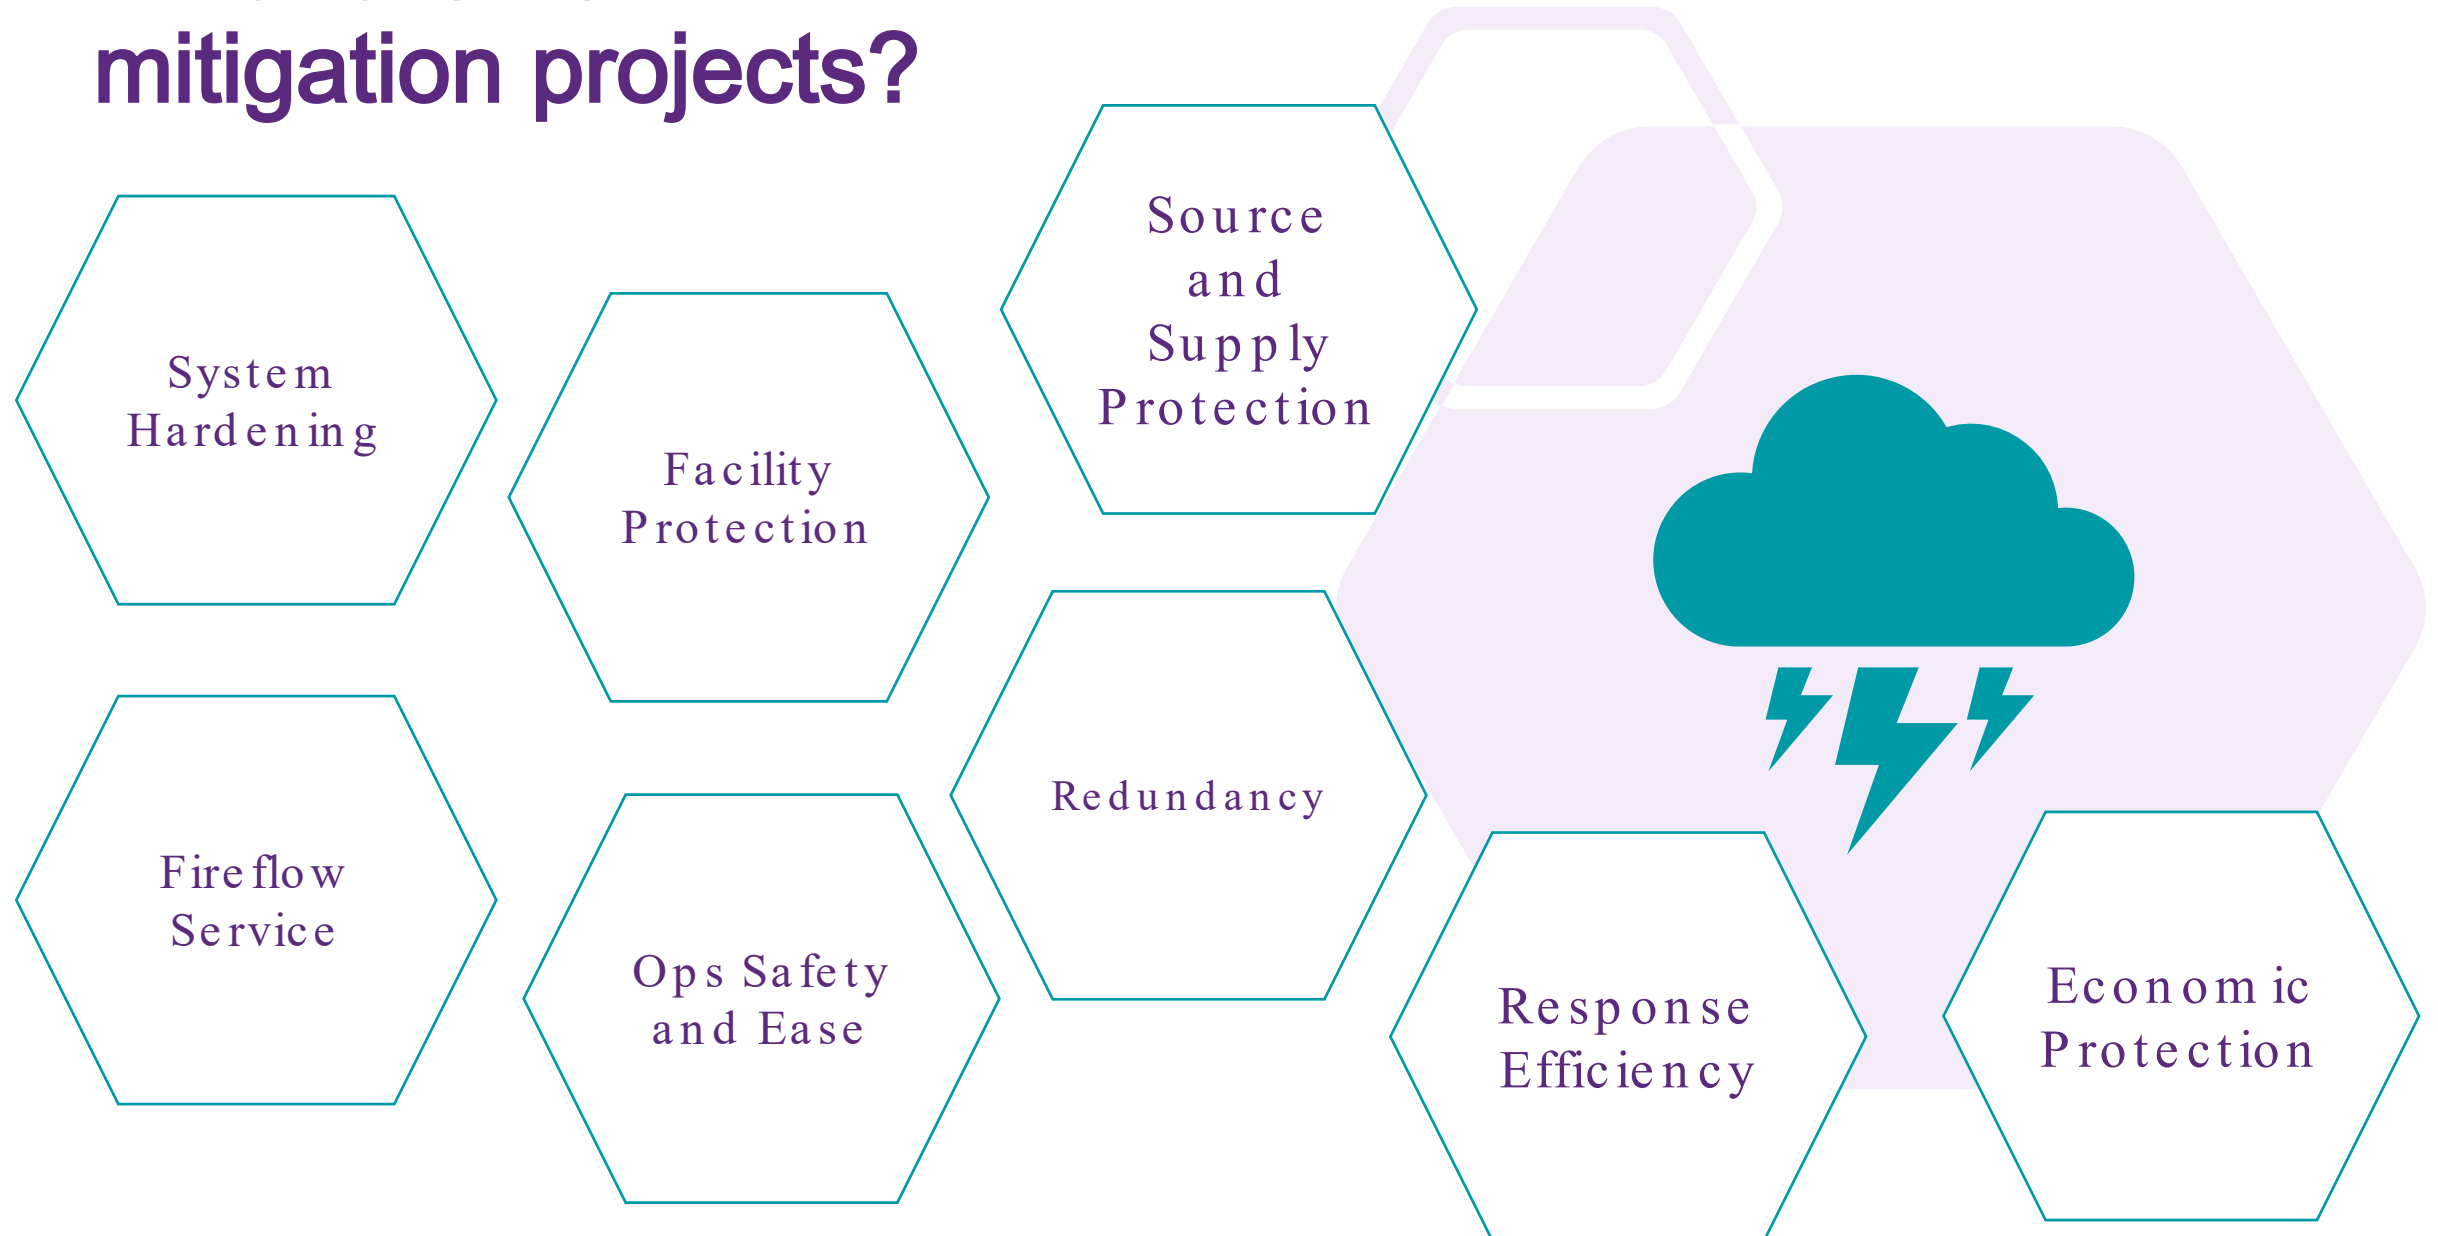 mitigation projects?
System
Hardening
Facility
Protection
Source
and
Supply
Protection
Fireflow
Service
Ops Safety
and Ease
Redundancy
Response
Efficiency
Economic
Protection